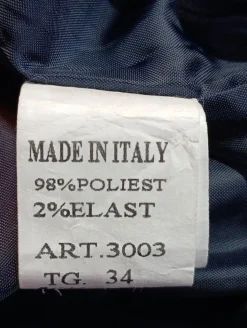 MADE IN ITALY
98%POLIEST
2%ELAST
ART.3003
TG. 34